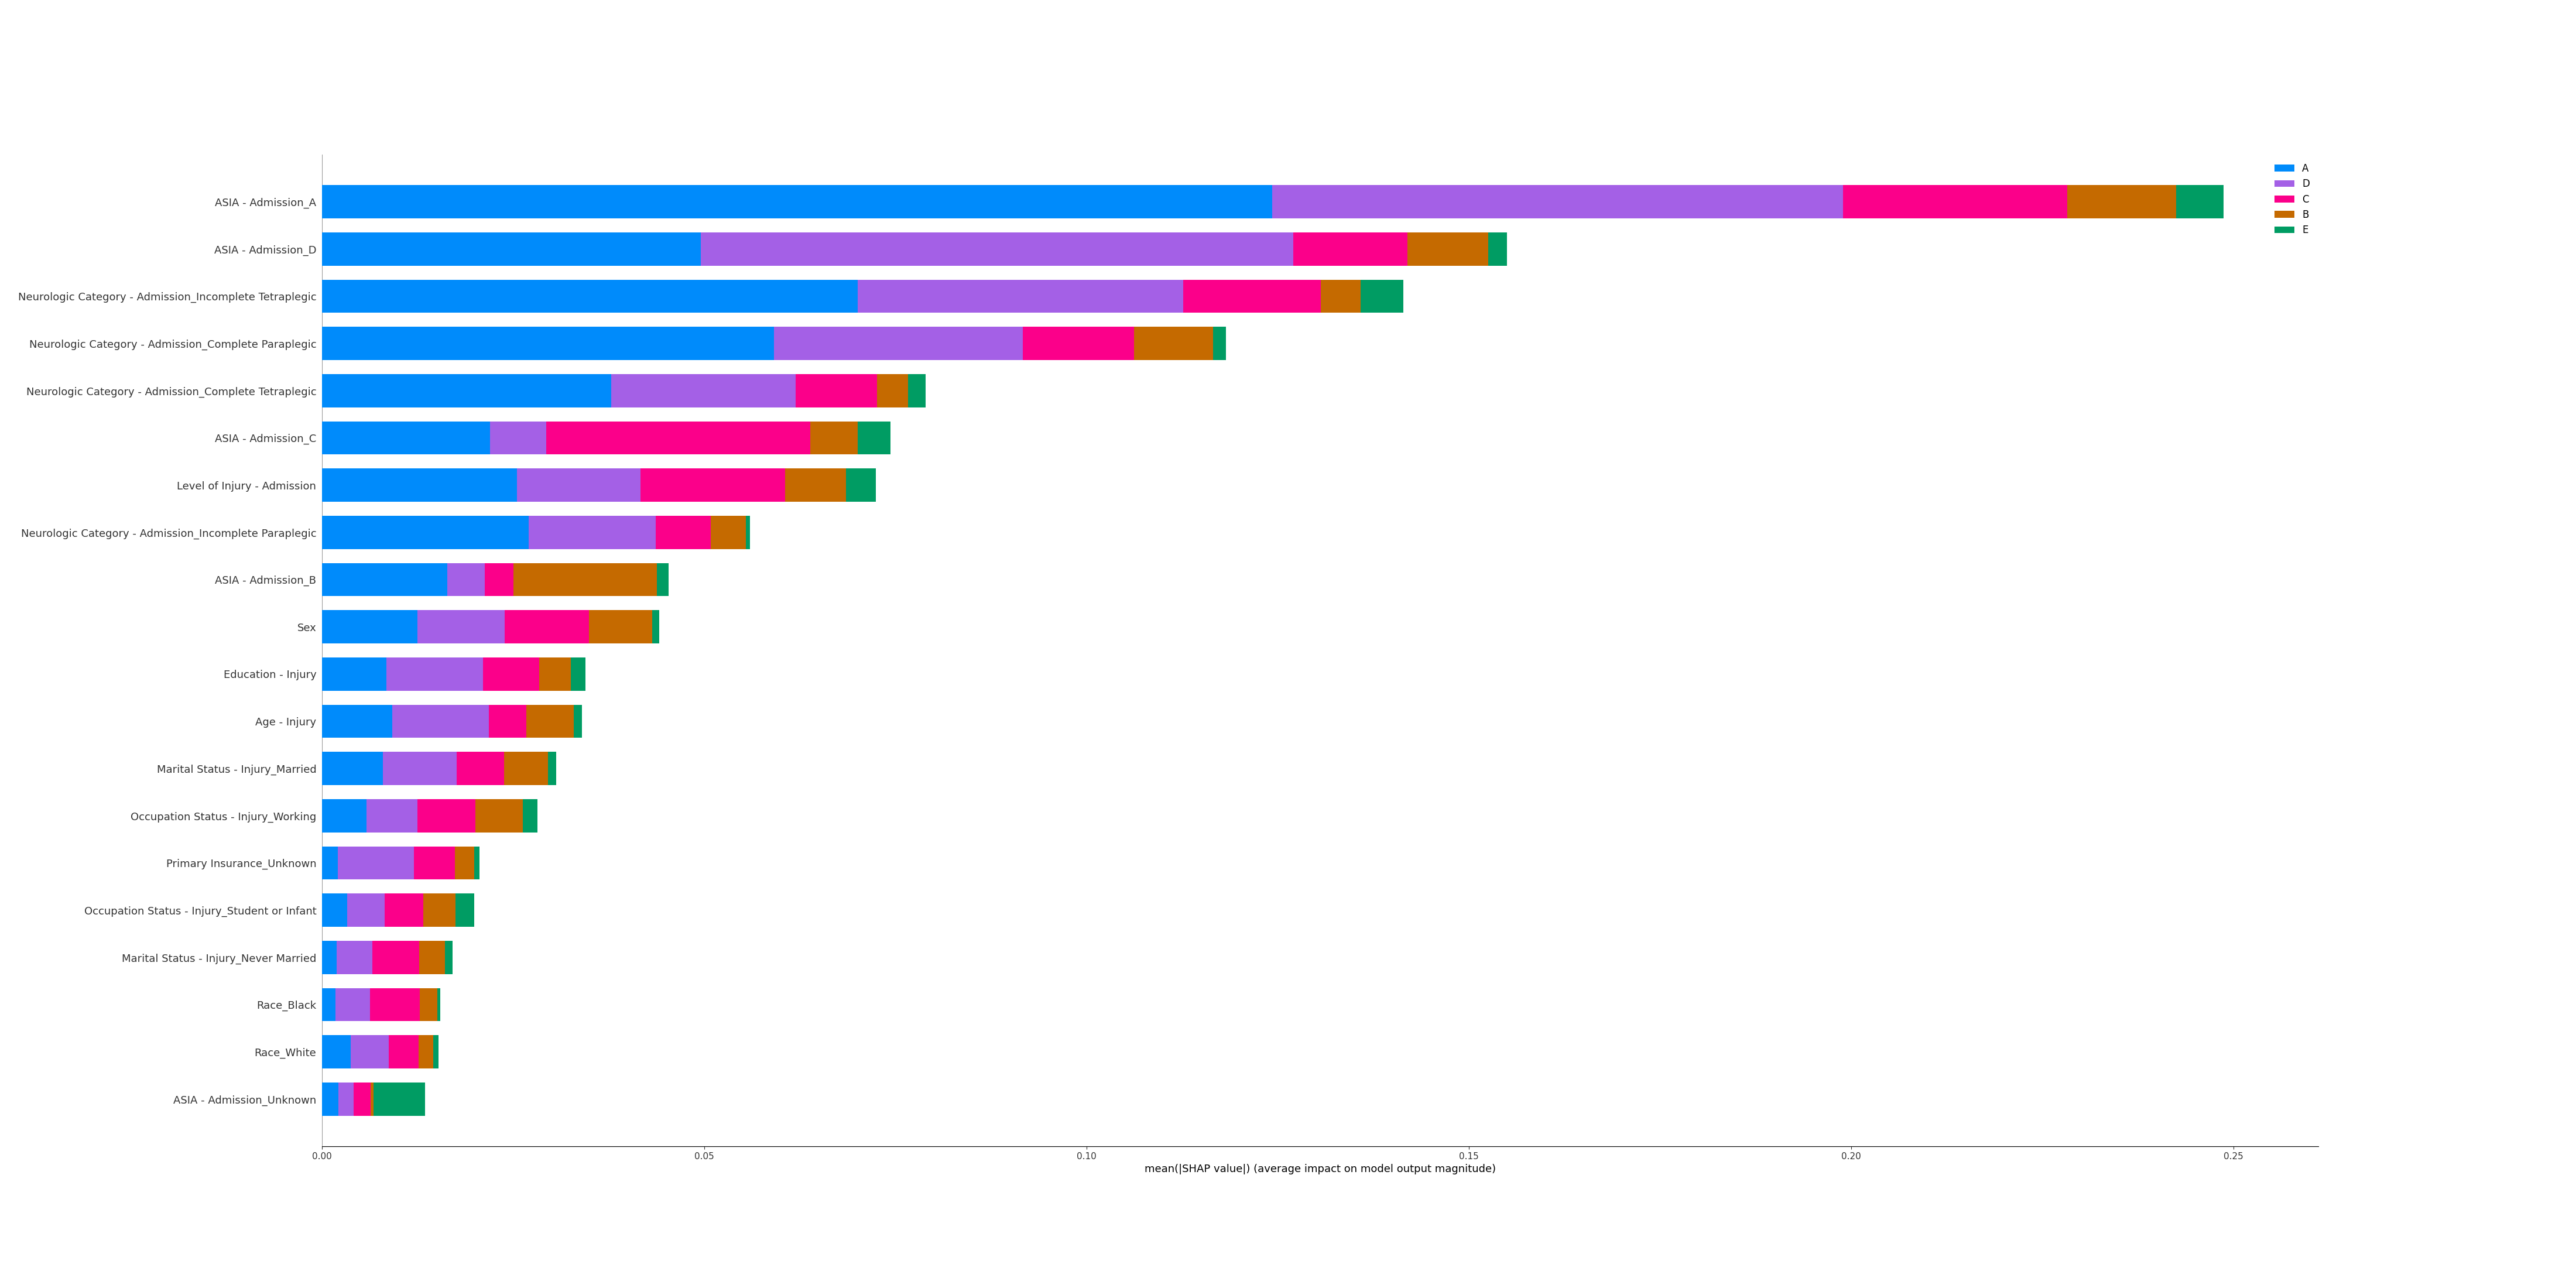 A
D
C
B
E
ASIA - Admission_A
ASIA - Admission_D
Neurologic Category - Admission_Incomplete Tetraplegic
Neurologic Category - Admission_Complete Paraplegic
Neurologic Category - Admission_Complete Tetraplegic
ASIA - Admission_C
Level of Injury - Admission
Neurologic Category - Admission_Incomplete Paraplegic
ASIA - Admission_B
Sex
Education - Injury
Age - Injury
Marital Status - Injury_Married
Occupation Status - Injury_Working
Primary Insurance_Unknown
Occupation Status - Injury_Student or Infant
Marital Status - Injury_Never Married
Race_Black
Race_White
ASIA - Admission_Unknown
0.00 0.05 0.10 0.15 0.20 0.25
mean(|SHAP value|) (average impact on model output magnitude)